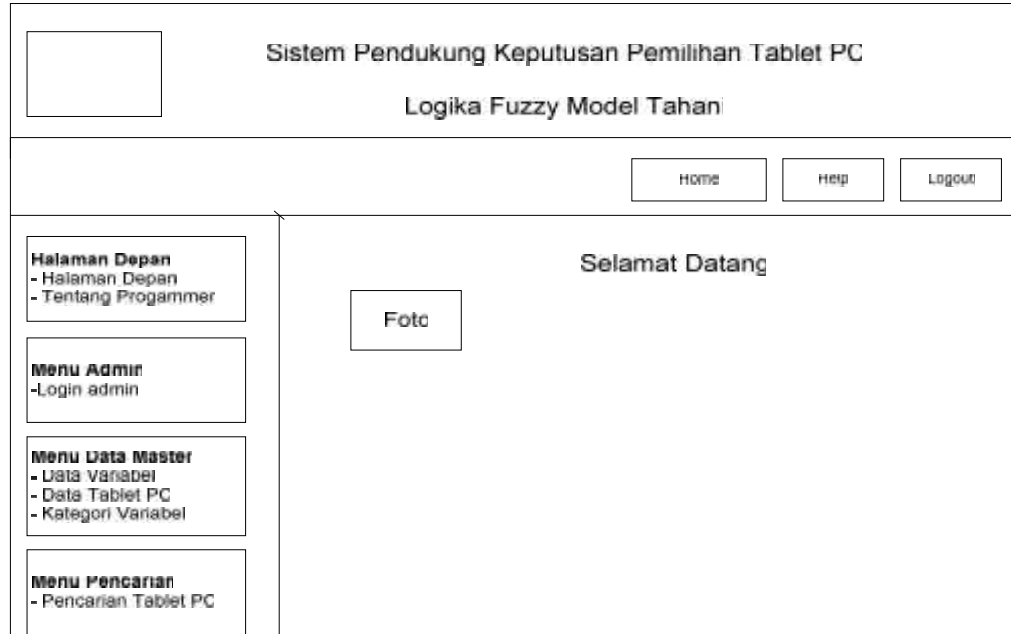 Sistem Pendukung Keputusan Pemilihan Tablet PC
Logika Fuzzy Model Tahani
Home
Help
Logout
Halaman Depan
- Halaman Depan
- Tentang Progammer
Menu Admin
-Login admin
Menu Data Master
- Data Variabel
- Data Tablet PC
- Kategori Variabel
Menu Pencarian
- Pencarian Tablet PC
Selamat Datang
Foto